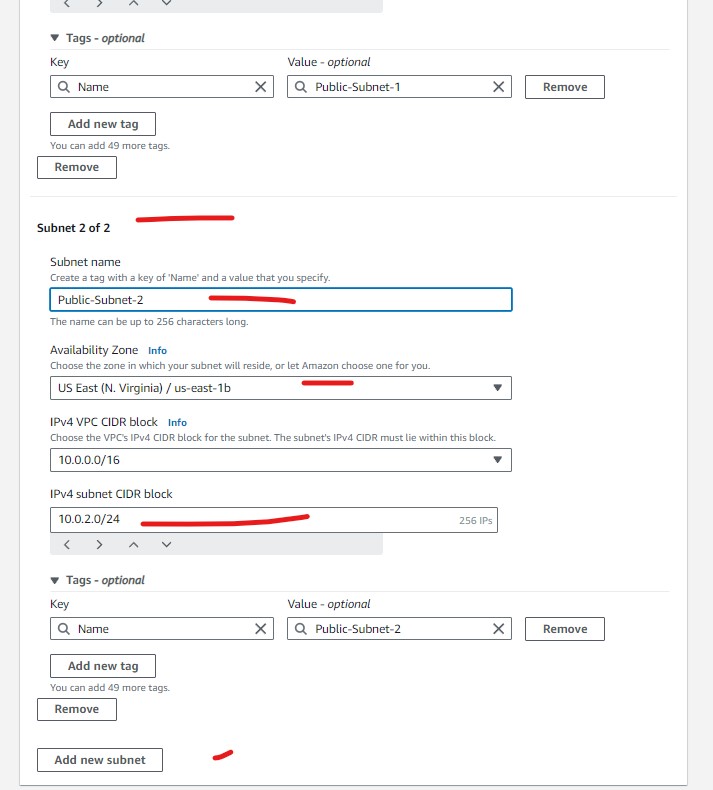 Tags - optional
Key Value - optional
Name Public-Subnet-1 Remove
Add new tag
You can add 49 more tags.
Remove
Subnet 2 of 2
Subnet name
Create a tag with a key of 'Name' and a value that you specify.
Public-Subnet-2
The name can be up to 256 characters long.
Availability Zone Info
Choose the zone in which your subnet will reside, or let Amazon choose one for you.
US East (N. Virginia) / us-east-1b
IPv4 VPC CIDR block Info
Choose the VPC's IPv4 CIDR block for the subnet. The subnet's IPv4 CIDR must lie within this block.
10.0.0.0/16
IPv4 subnet CIDR block
10.0.2.0/24 256 IPs
Tags - optional
Key Value - optional
Name Public-Subnet-2 Remove
Add new tag
You can add 49 more tags.
Remove
Add new subnet